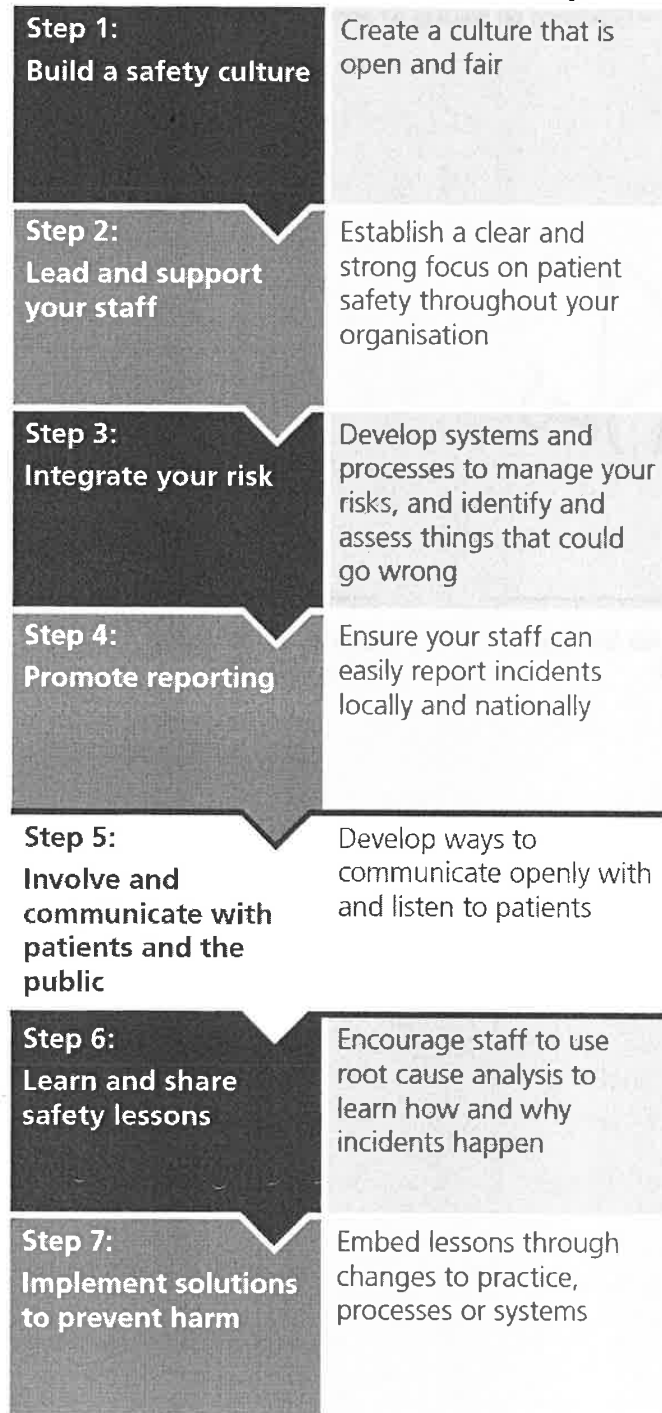 Step 1:
Build a safety culture
Create a culture that is
open and fair
Step 2:
Lead and support
your staff
Establish a clear and
strong focus on patient
safety throughout your
organisation
Step 3:
Integrate your risk
Develop systems and
processes to manage your
risks, and identify and
assess things that could
go wrong
Step 4:
Promote reporting
Ensure your staff can
easily report incidents
locally and nationally
Step 5:
Involve and
communicate with
patients and the
public
Develop ways to
communicate openly with
and listen to patients
Step 6:
Learn and share
safety lessons
Encourage staff to use
root cause analysis to
learn how and why
incidents happen
Step 7:
Implement solutions
to prevent harm
Embed lessons through
changes to practice,
processes or systems